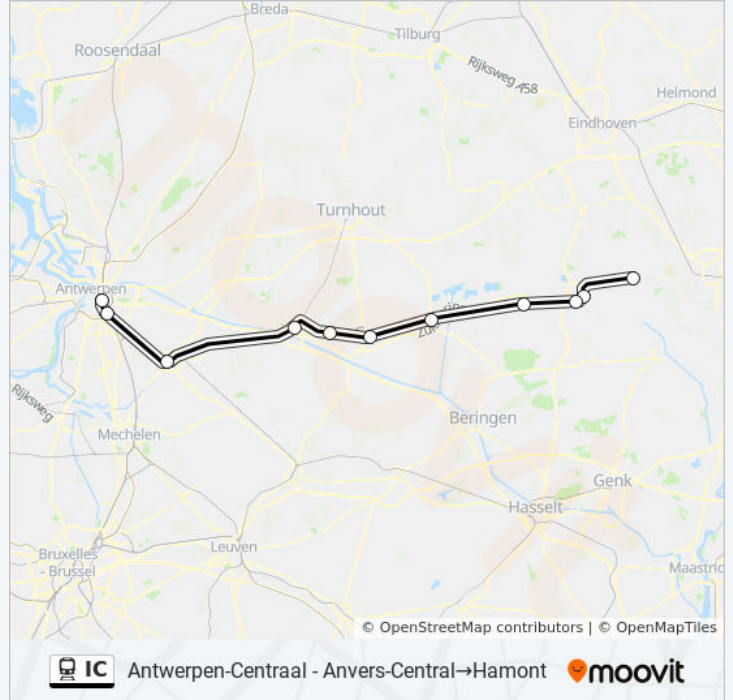 Breda
Tilburg
Roosendaal
Rijksweg A58
Helmond
Eindhoven
Turnhout
Antwerpen
Rijksweg
Beringen
Mechelen
Genk
Hasselt
Leuven
Bruxelles
- Brussel
Maastric
© OpenStreetMap contributors | © OpenMapTiles
IC
Antwerpen-Centraal - Anvers-Central→Hamont
moovit